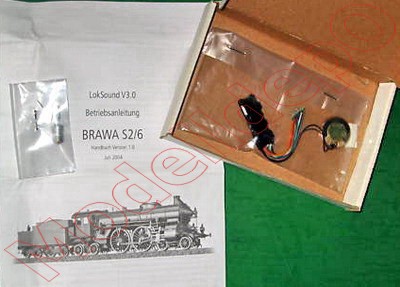 LokSound V3.0
Betriebsanleitung
BRAWA S2/6
Handbuch Version 1.0
Juli 2004